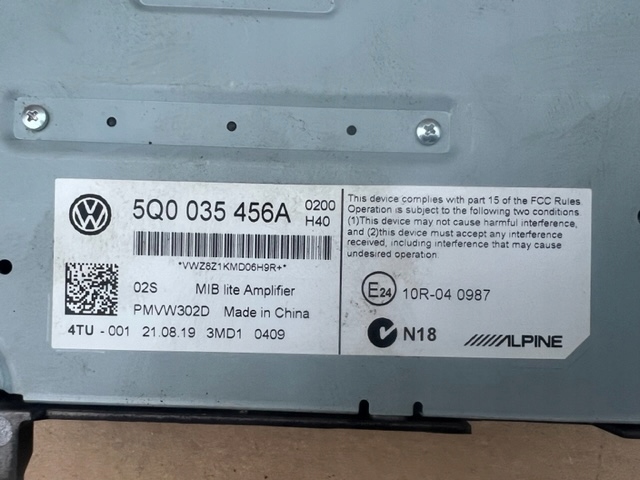 5Q0 035 456A 0200
H40
*VWZ6Z1KMD06H9R+*
02S MIB lite Amplifier
PMVW302D Made in China
4TU - 001 21.08.19 3MD1 0409
This device complies with part 15 of the FCC Rules.
Operation is subject to the following two conditions
(1)This device may not cause harmful interference,
and (2)this device must accept any interference
received, including interference that may cause
undesired operation.
E24 10R-04 0987
N18 ALPINE